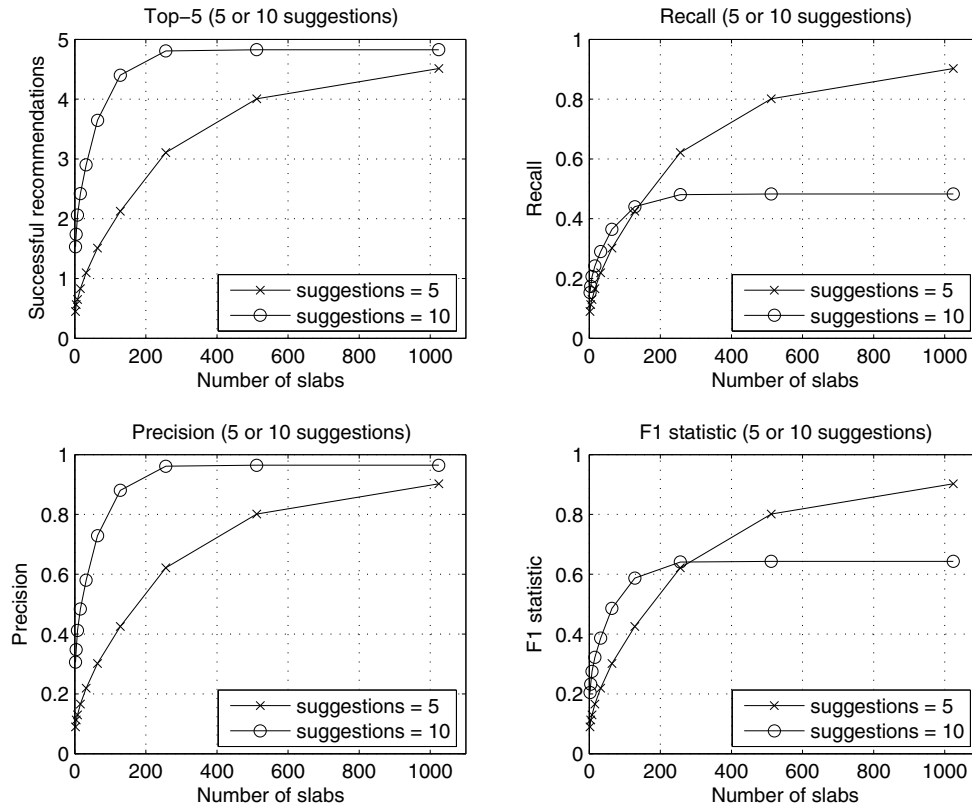 Top−5 (5 or 10 suggestions)
5
4
3
2
1
0
Successful recommendations
0 200 400 600 800 1000
Number of slabs
suggestions = 5
suggestions = 10
Recall (5 or 10 suggestions)
1
0.8
0.6
0.4
0.2
0
Recall
0 200 400 600 800 1000
Number of slabs
suggestions = 5
suggestions = 10
Precision (5 or 10 suggestions)
1
0.8
0.6
0.4
0.2
0
Precision
0 200 400 600 800 1000
Number of slabs
suggestions = 5
suggestions = 10
F1 statistic (5 or 10 suggestions)
1
0.8
0.6
0.4
0.2
0
F1 statistic
0 200 400 600 800 1000
Number of slabs
suggestions = 5
suggestions = 10